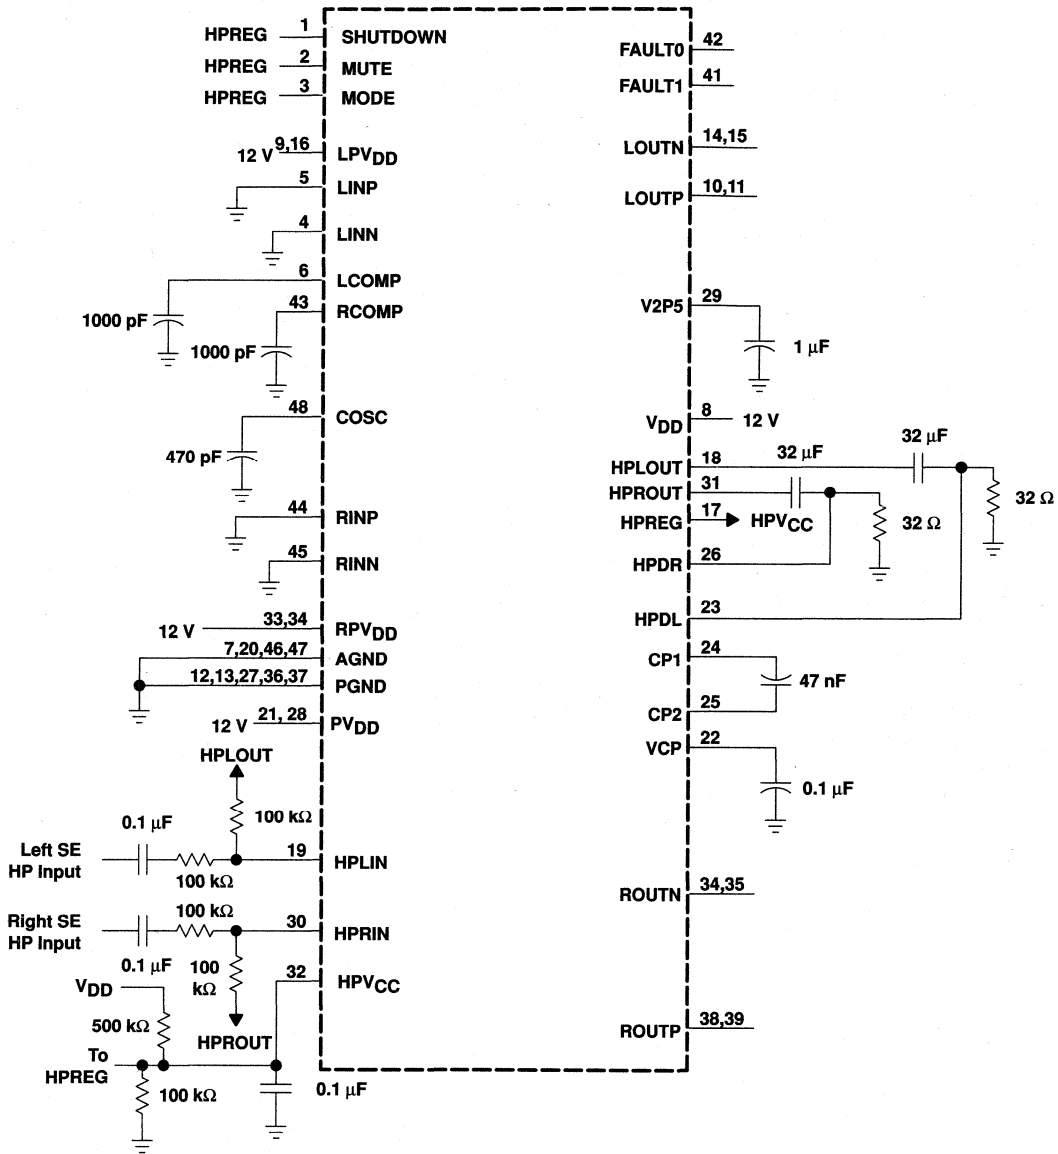 HPREG 1 SHUTDOWN
HPREG 2 MUTE
HPREG 3 MODE
12 V 9,16 LPVDD
5 LINP
4 LINN
6 LCOMP
1000 pF
43 RCOMP
1000 pF
48 COSC
470 pF
44 RINP
45 RINN
12 V 33,34 RPVDD
7,20,46,47 AGND
12,13,27,36,37 PGND
12 V 21, 28 PVDD
HPLOUT
100 kΩ
0.1 μF
Left SE
HP Input
100 kΩ
19 HPLIN
Right SE
HP Input
100 kΩ
0.1 μF
30 HPRIN
100
kΩ
HPROUT
32 HPVCC
VDD
500 kΩ
To
HPREG
100 kΩ
0.1 μF
FAULT0 42
FAULT1 41
LOUTN 14,15
LOUTP 10,11
V2P5 29
1 μF
VDD 8 12 V
HPLOUT 18 32 μF
32 Ω
HPROUT 31 32 μF
32 Ω
HPREG 17 HPVCC
HPDR 26
HPDL 23
CP1 24
47 nF
CP2 25
VCP 22
0.1 μF
ROUTN 34,35
ROUTP 38,39